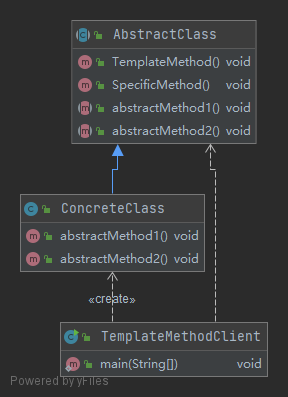 AbstractClass
TemplateMethod() void
SpecificMethod() void
abstractMethod1() void
abstractMethod2() void
ConcreteClass
abstractMethod1() void
abstractMethod2() void
«create»
TemplateMethodClient
main(String[]) void
Powered by yFiles